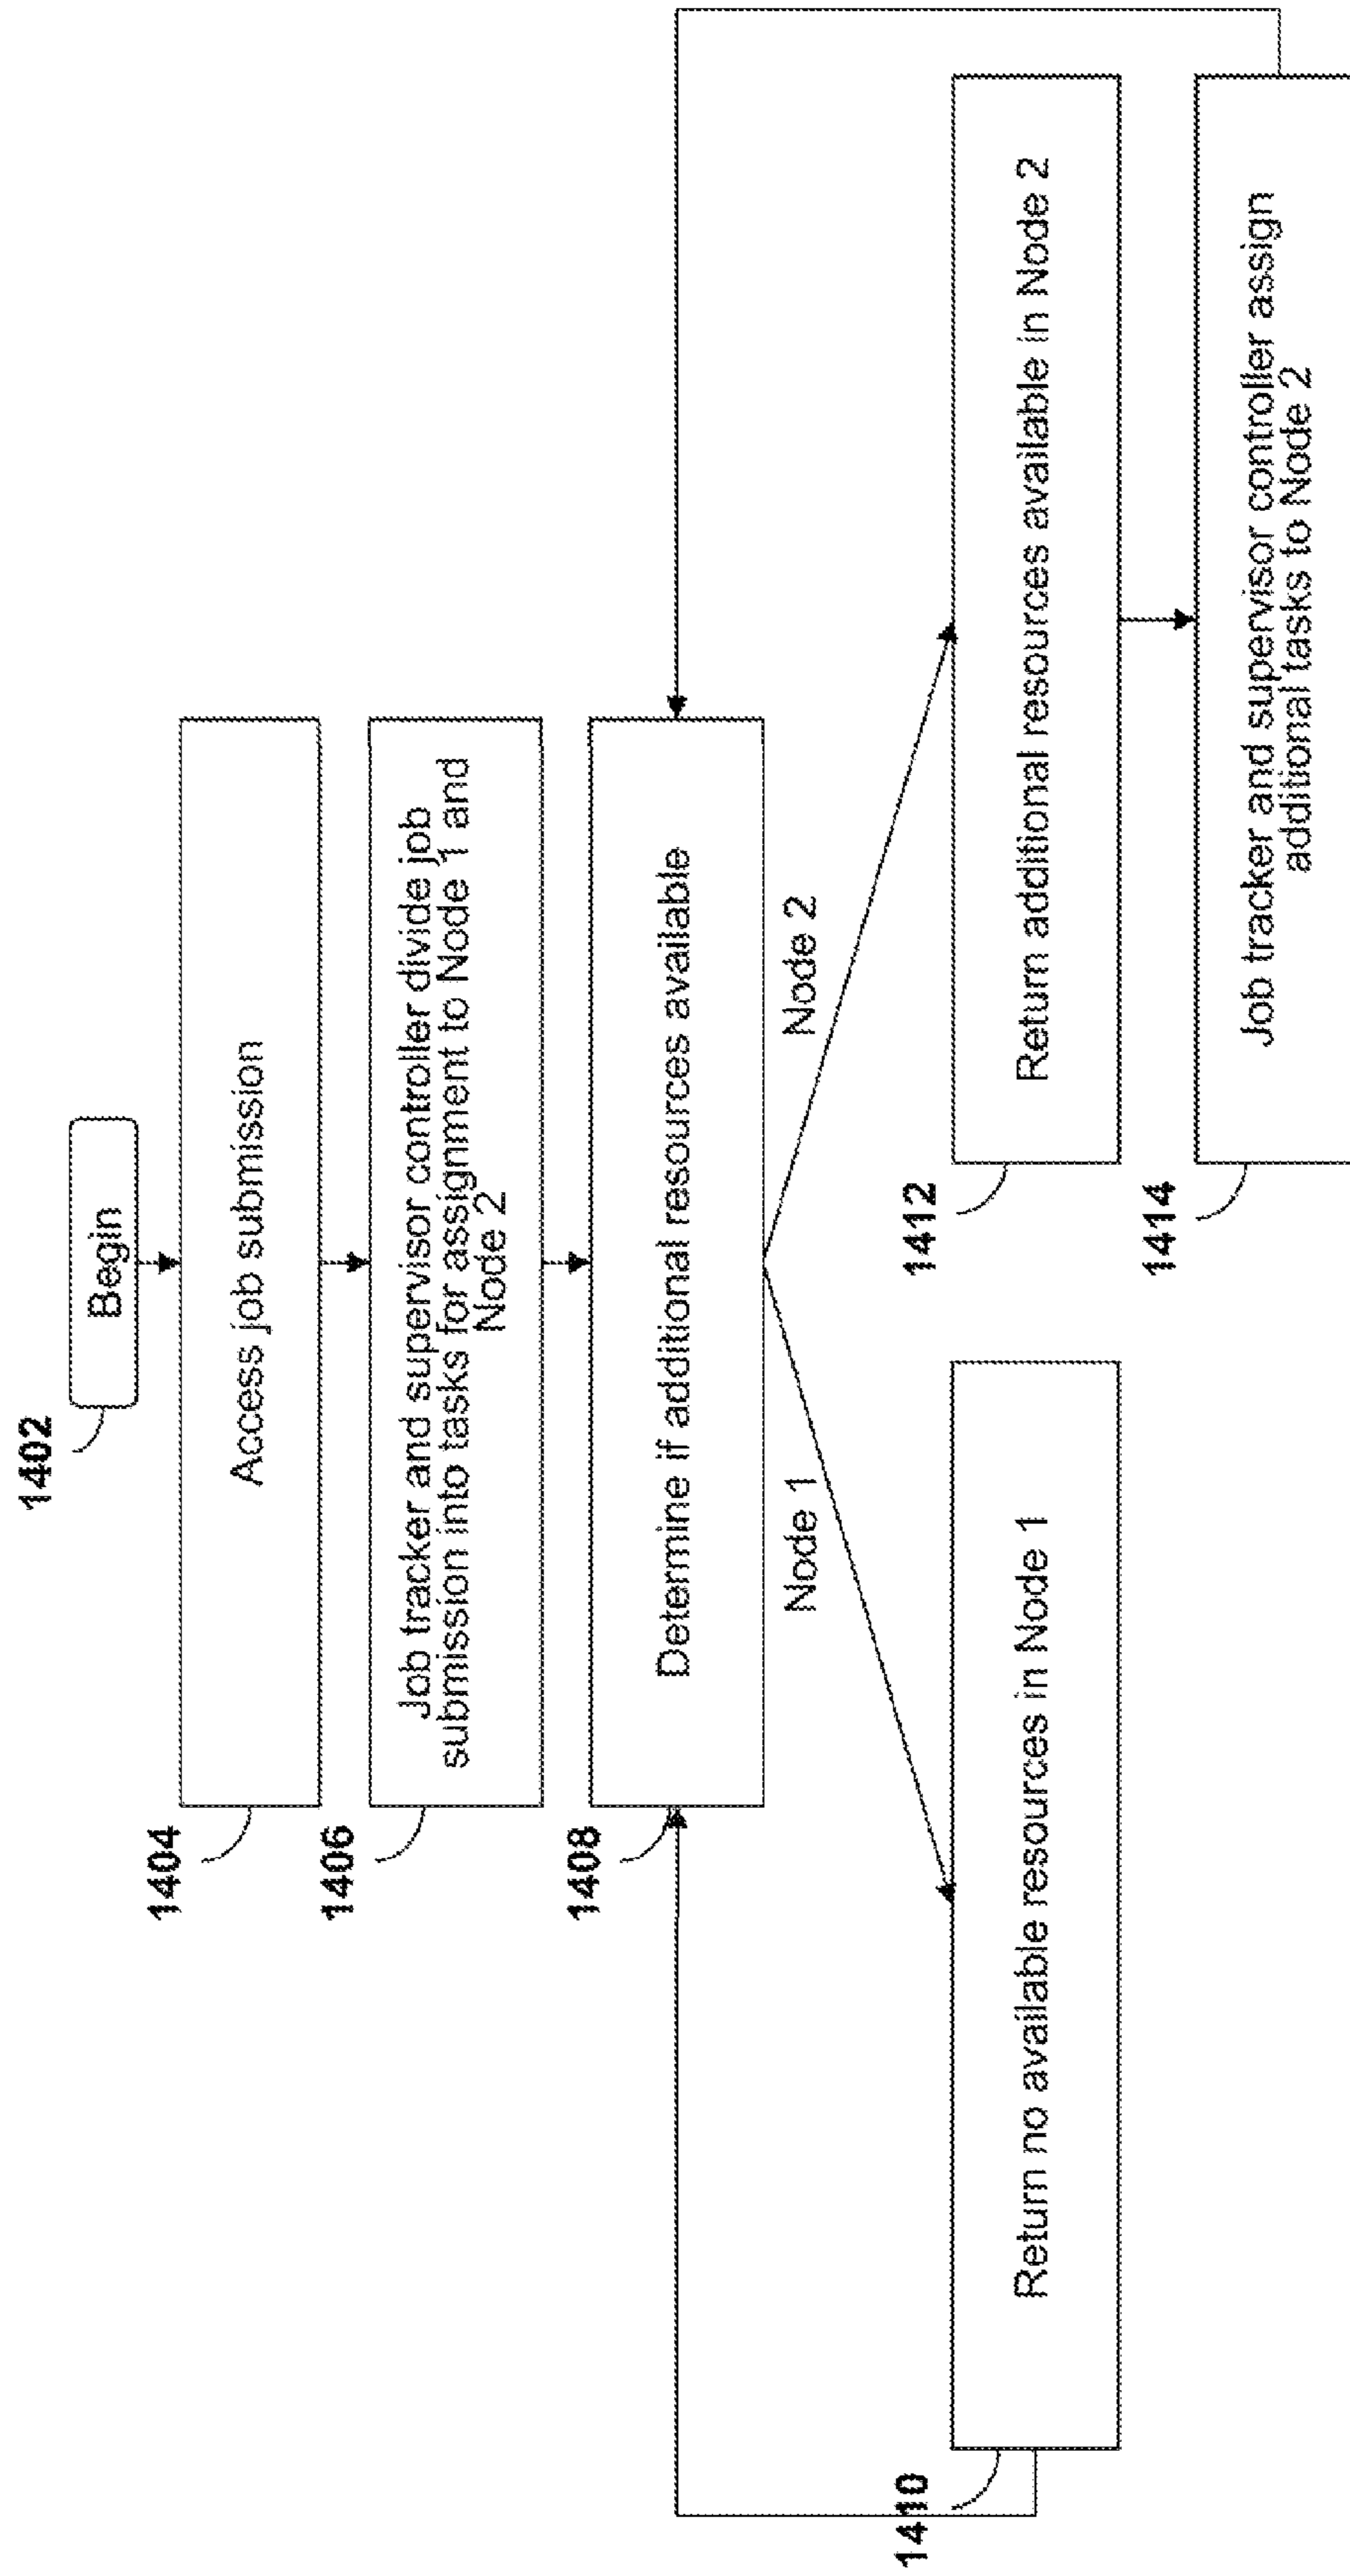 1402
Begin
1404
Access job submission
1406
Job tracker and supervisor controller divide job
submission into tasks for assignment to Node 1 and
Node 2
1408
Determine if additional resources available
Node 1
Node 2
1410
Return no available resources in Node 1
1412
Return additional resources available in Node 2
1414
Job tracker and supervisor controller assign
additional tasks to Node 2